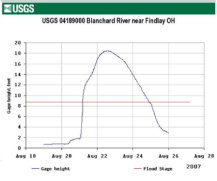 USGS
USGS 04189000 Blanchard River near Findlay OH
Gage height, feet
20
18
16
14
12
10
8
6
4
2
0
Aug 18 Aug 20 Aug 22 Aug 24 Aug 26 Aug 28
2007
Gage height Flood Stage